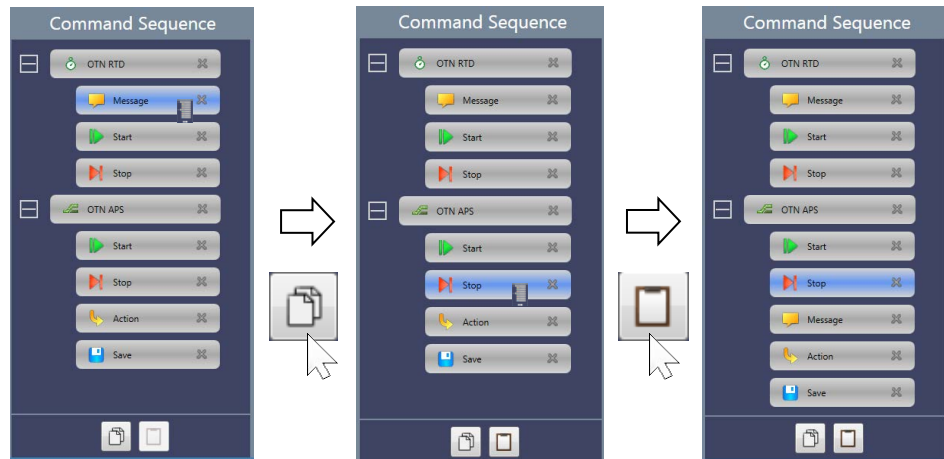 Command Sequence
OTN RTD
Message
Start
Stop
OTN APS
Start
Stop
Action
Save
Command Sequence
OTN RTD
Message
Start
Stop
OTN APS
Start
Stop
Action
Save
Command Sequence
OTN RTD
Message
Start
Stop
OTN APS
Start
Stop
Message
Action
Save